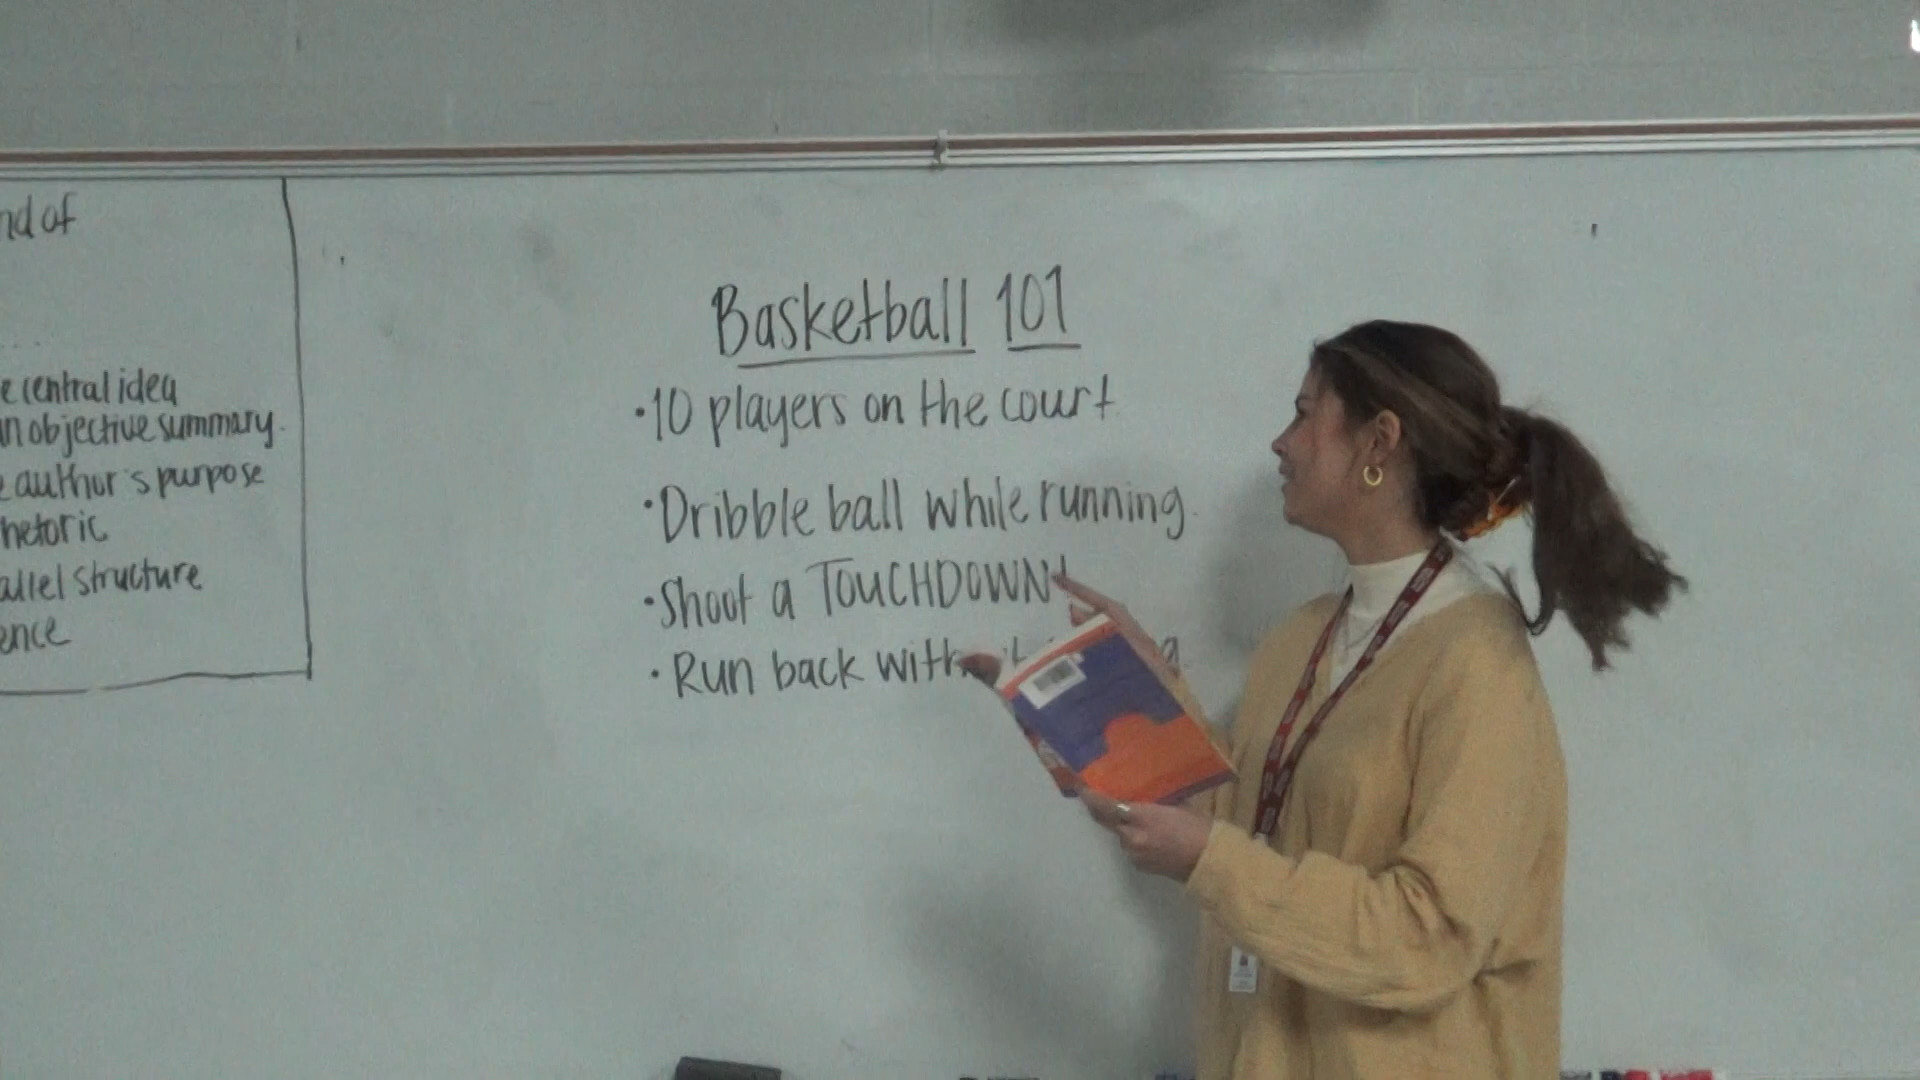 nd of
e central idea
n objective summary.
e author's purpose
hetoric
allel structure
ence
Basketball 101
• 10 players on the court
• Dribble ball while running.
• Shoot a TOUCHDOWN!
• Run back with